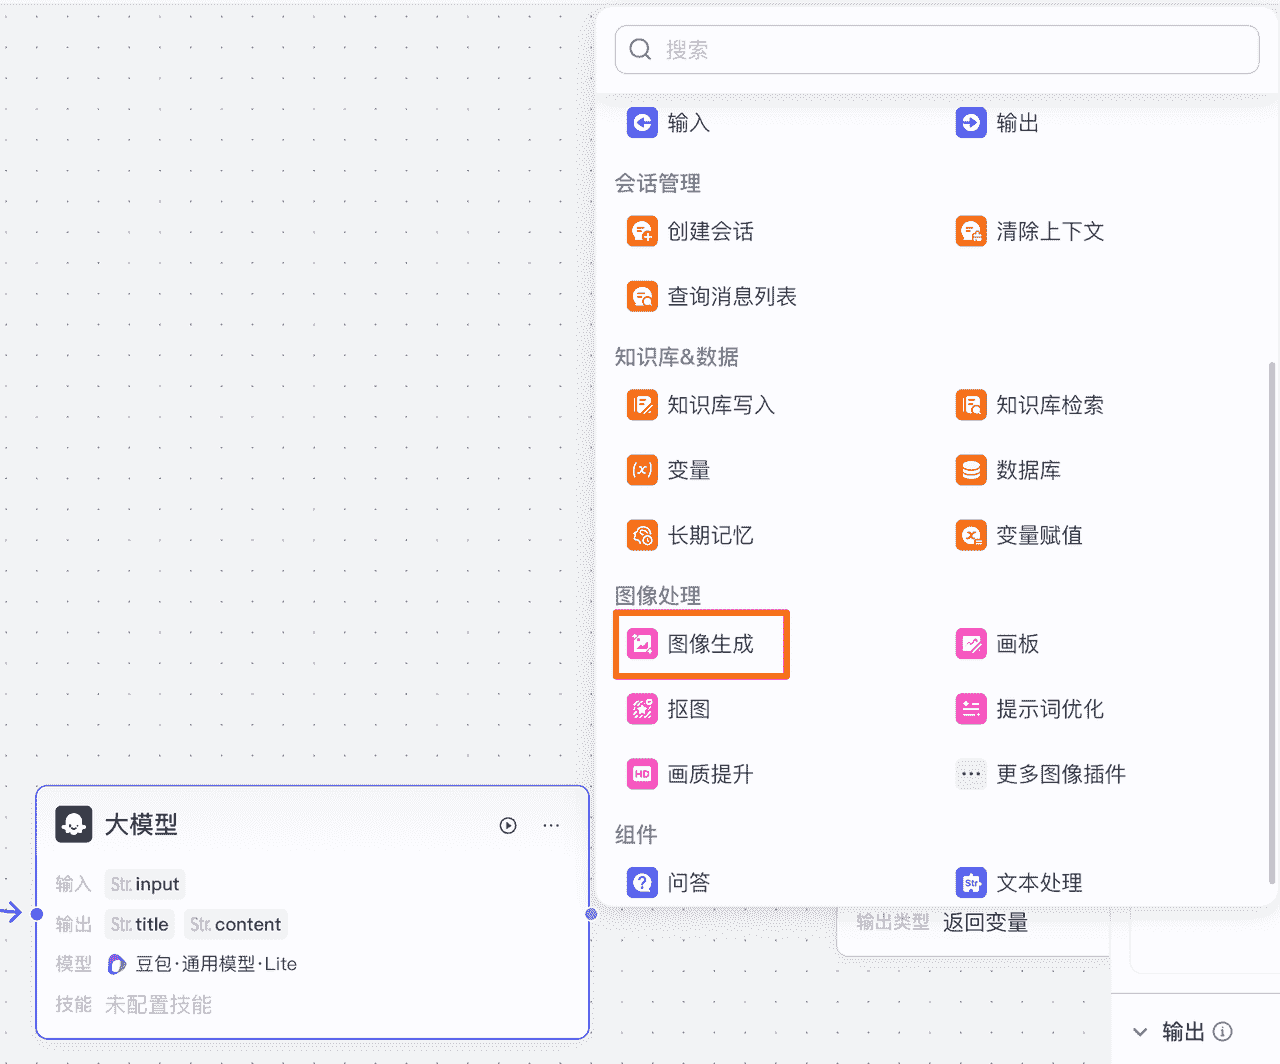 搜索
输入 输出
会话管理
创建会话 清除上下文
查询消息列表
知识库&数据
知识库写入 知识库检索
变量 数据库
长期记忆 变量赋值
图像处理
图像生成 画板
抠图 提示词优化
HD 画质提升 更多图像插件
组件
问答 Str 文本处理
大模型
输入 Str. input
输出 Str. title Str. content
模型 豆包·通用模型·Lite
技能 未配置技能
输出类型 返回变量
输出